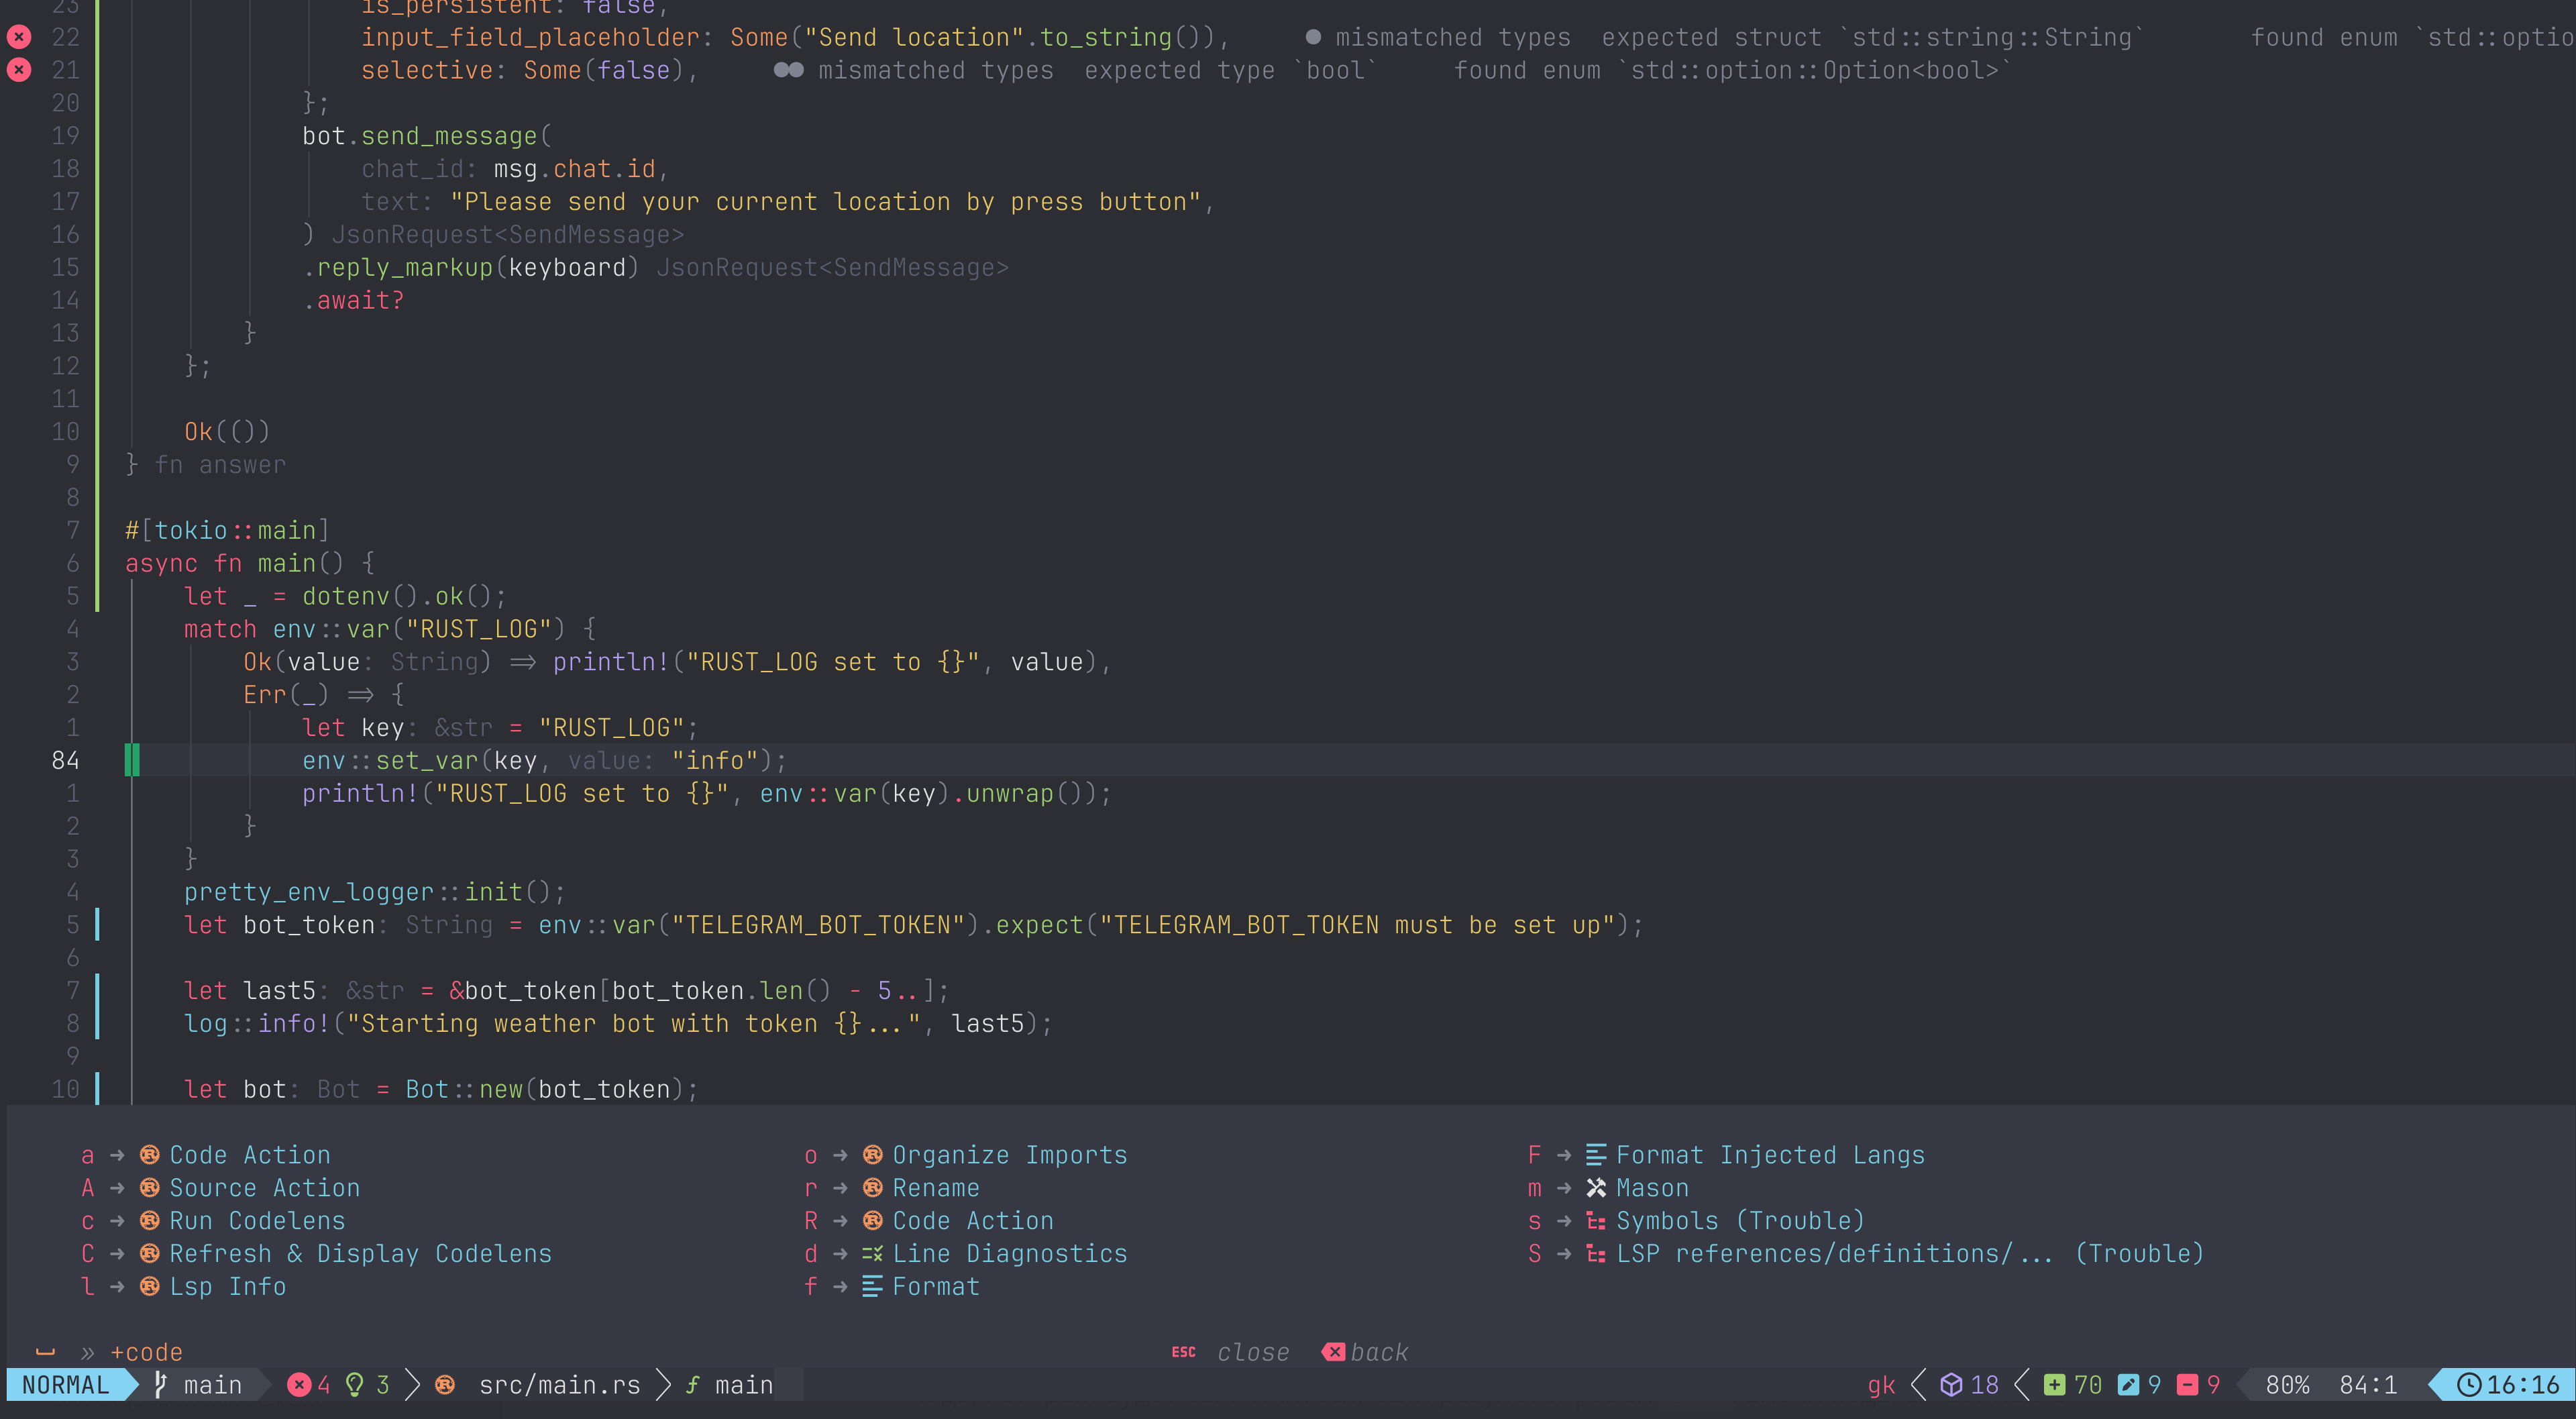 23 is_persistent: false,
22 input_field_placeholder: Some("Send location".to_string()), ● mismatched types expected struct `std::string::String` found enum `std::optio
21 selective: Some(false), ●● mismatched types expected type `bool` found enum `std::option::Option<bool>`
20 };
19 bot.send_message(
18 chat_id: msg.chat.id,
17 text: "Please send your current location by press button",
16 ) JsonRequest<SendMessage>
15 .reply_markup(keyboard) JsonRequest<SendMessage>
14 .await?
13 }
12 };
11
10 Ok(())
9 } fn answer
8
7 #[tokio::main]
6 async fn main() {
5 let _ = dotenv().ok();
4 match env::var("RUST_LOG") {
3 Ok(value: String) => println!("RUST_LOG set to {}", value),
2 Err(_) => {
1 let key: &str = "RUST_LOG";
84 env::set_var(key, value: "info");
1 println!("RUST_LOG set to {}", env::var(key).unwrap());
2 }
3 }
4 pretty_env_logger::init();
5 let bot_token: String = env::var("TELEGRAM_BOT_TOKEN").expect("TELEGRAM_BOT_TOKEN must be set up");
6
7 let last5: &str = &bot_token[bot_token.len() - 5..];
8 log::info!("Starting weather bot with token {}...", last5);
9
10 let bot: Bot = Bot::new(bot_token);
a → Code Action o → Organize Imports F → Format Injected Langs
A → Source Action r → Rename m → Mason
c → Run Codelens R → Code Action s → Symbols (Trouble)
C → Refresh & Display Codelens d → Line Diagnostics S → LSP references/definitions/... (Trouble)
l → Lsp Info f → Format
» +code ESC close back
NORMAL main 4 3 src/main.rs f main gk 18 70 9 9 80% 84:1 16:16